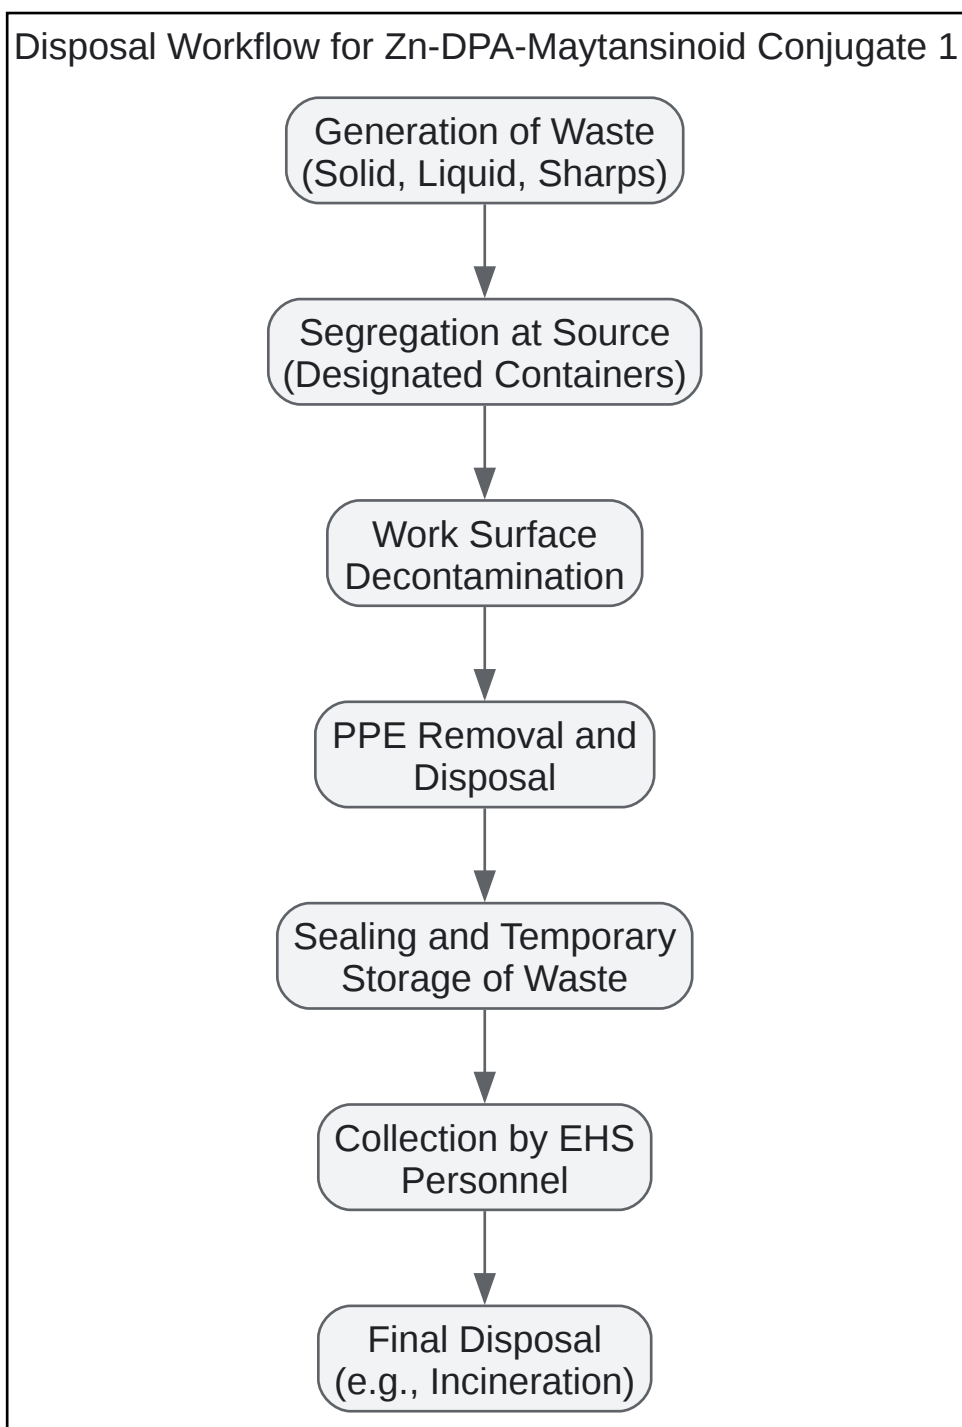 Disposal Workflow for Zn-DPA-Maytansinoid Conjugate 1
Generation of Waste
(Solid, Liquid, Sharps)
Segregation at Source
(Designated Containers)
Work Surface
Decontamination
PPE Removal and
Disposal
Sealing and Temporary
Storage of Waste
Collection by EHS
Personnel
Final Disposal
(e.g., Incineration)